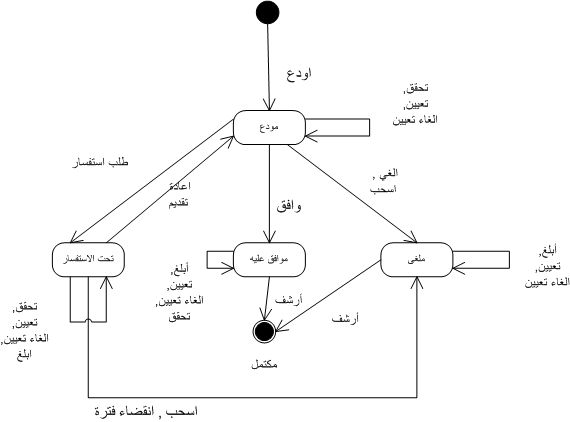 اودع
تحقق,
تعيين,
الغاء تعيين
مودع
طلب استفسار
اعادة
تقديم
وافق
الغي ,
اسحب
تحت الاستفسار
موافق عليه
ملغى
أبلغ,
تعيين,
الغاء تعيين,
تحقق
أبلغ,
تعيين,
الغاء تعيين
تحقق,
تعيين,
الغاء تعيين,
ابلغ
أرشف
أرشف
مكتمل
اسحب , انقضاء فترة